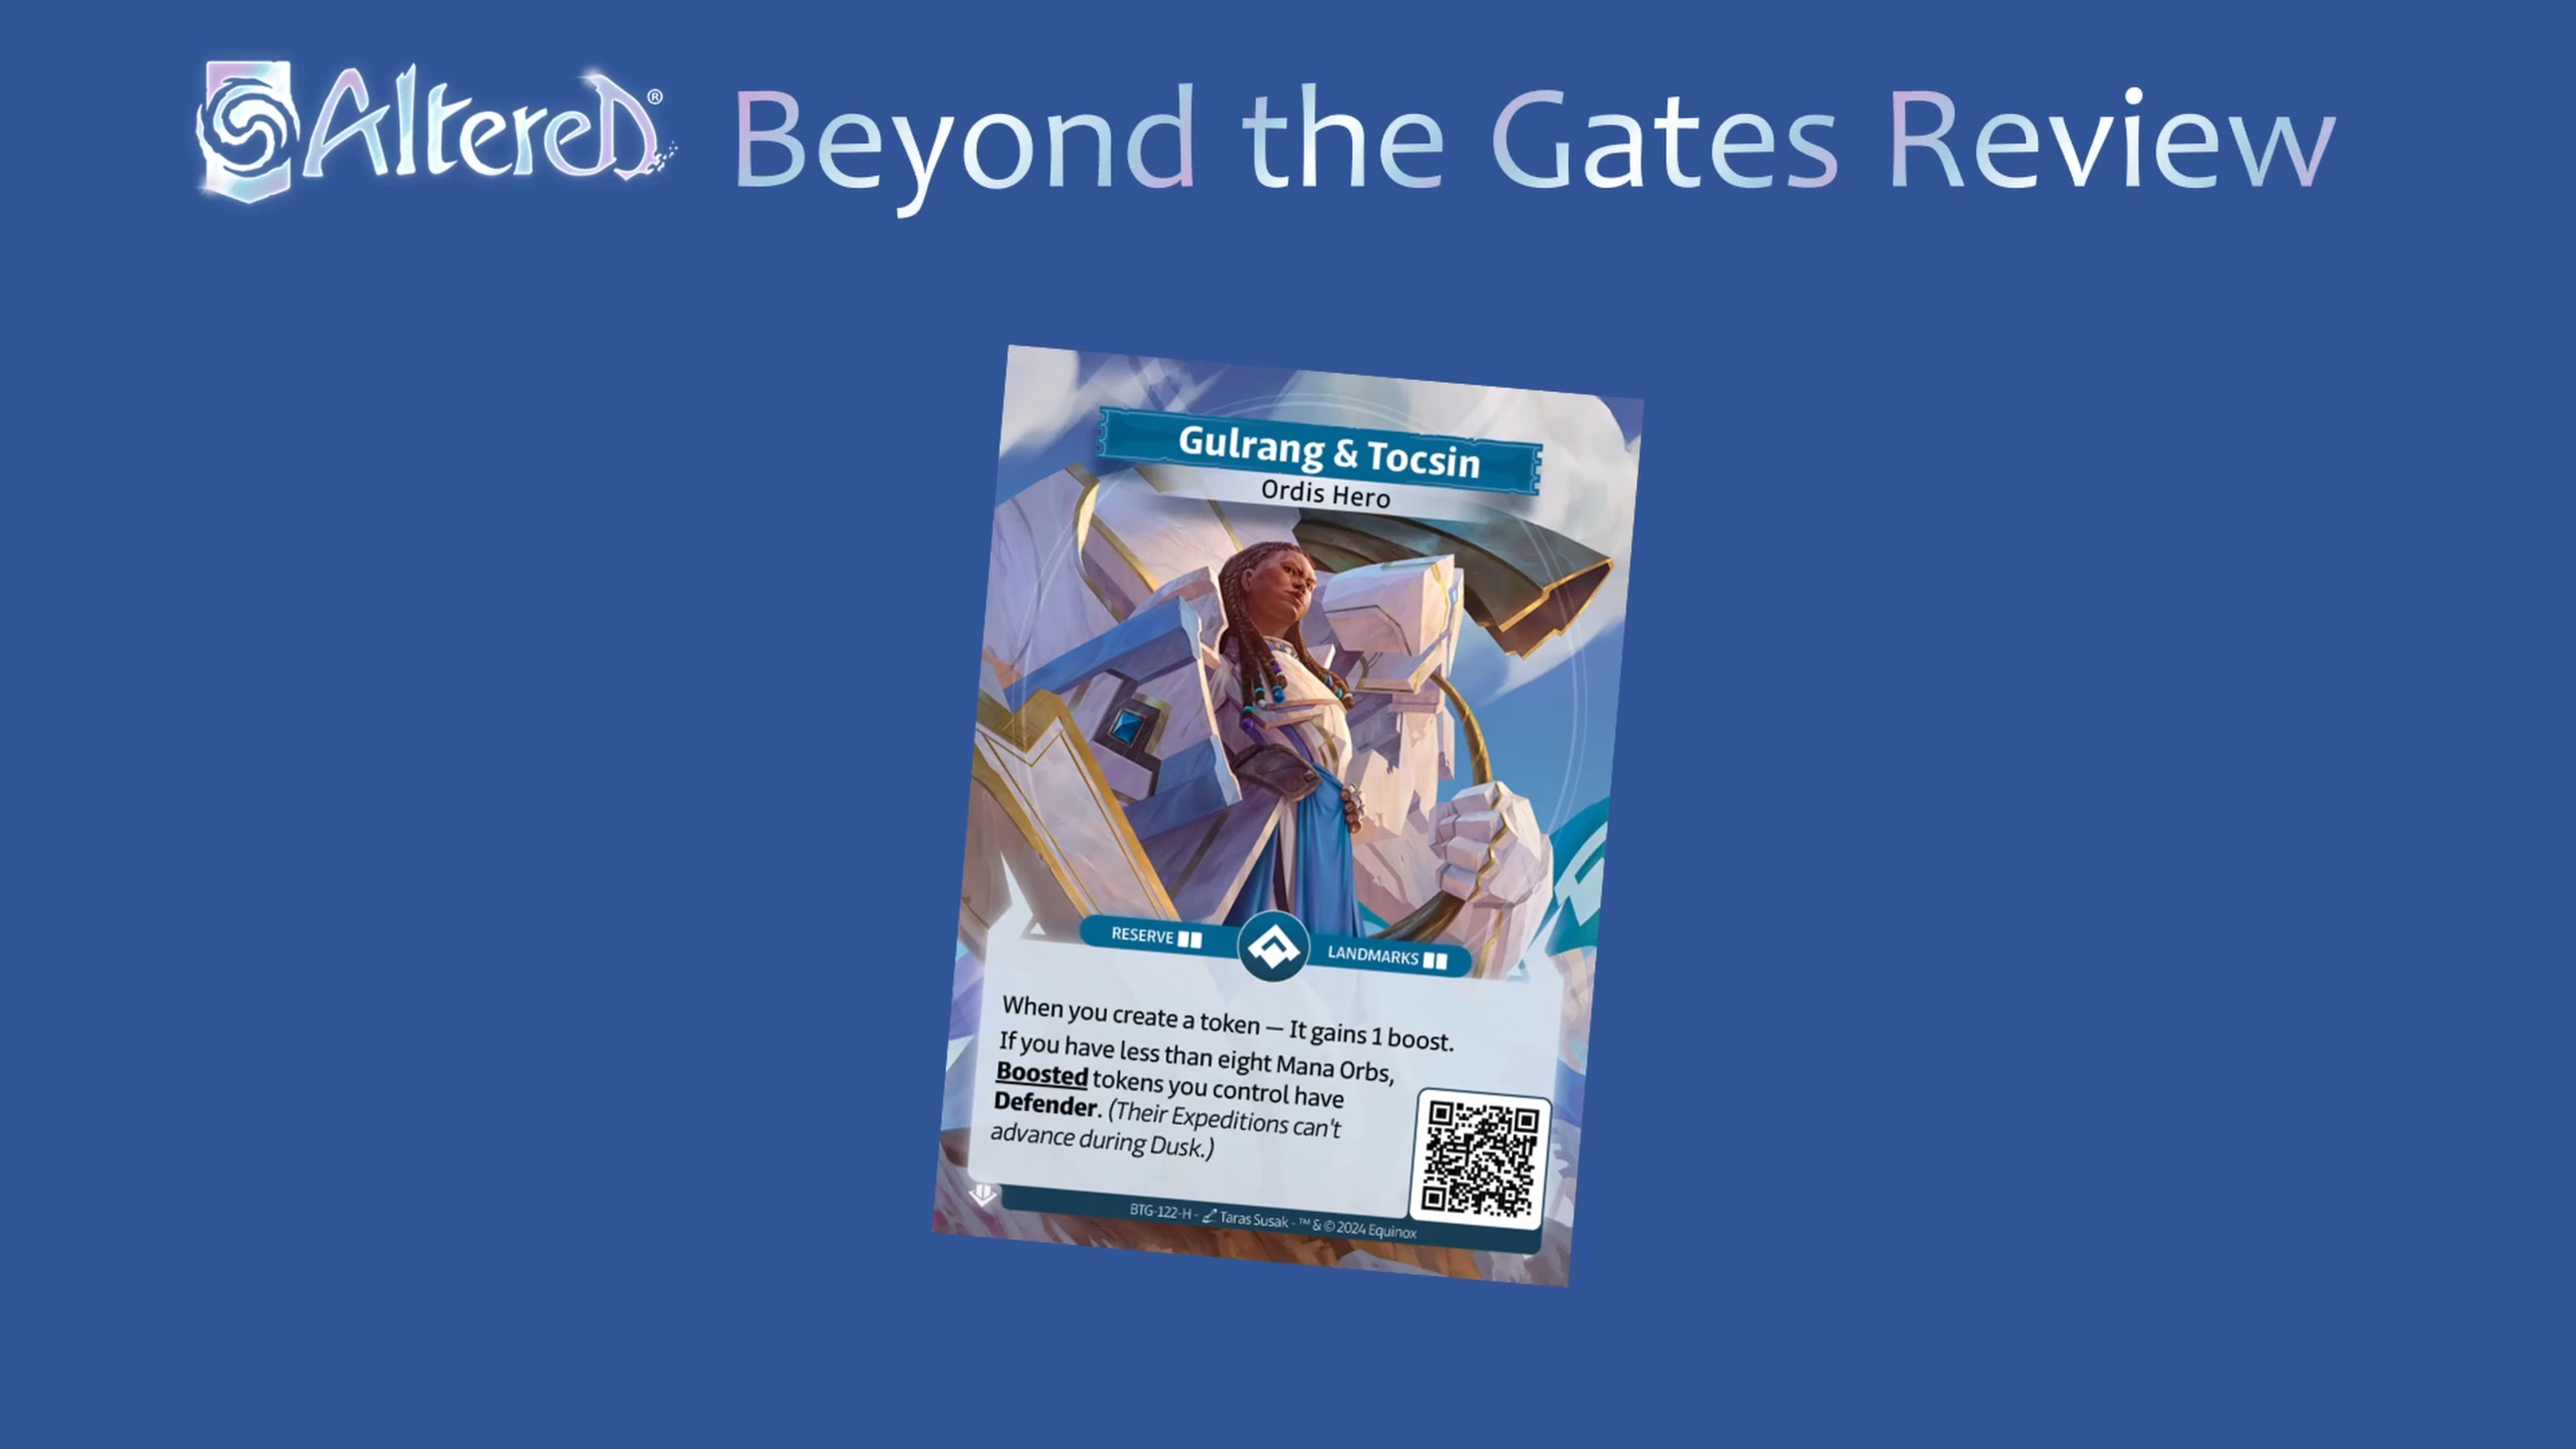 Altered® Beyond the Gates Review
Gulrang & Tocsin
Ordis Hero
RESERVE
LANDMARKS
When you create a token — It gains 1 boost.
If you have less than eight Mana Orbs,
Boosted tokens you control have
Defender. (Their Expeditions can't
advance during Dusk.)
BTG-122-H - Taras Susak - ™ & © 2024 Equinox